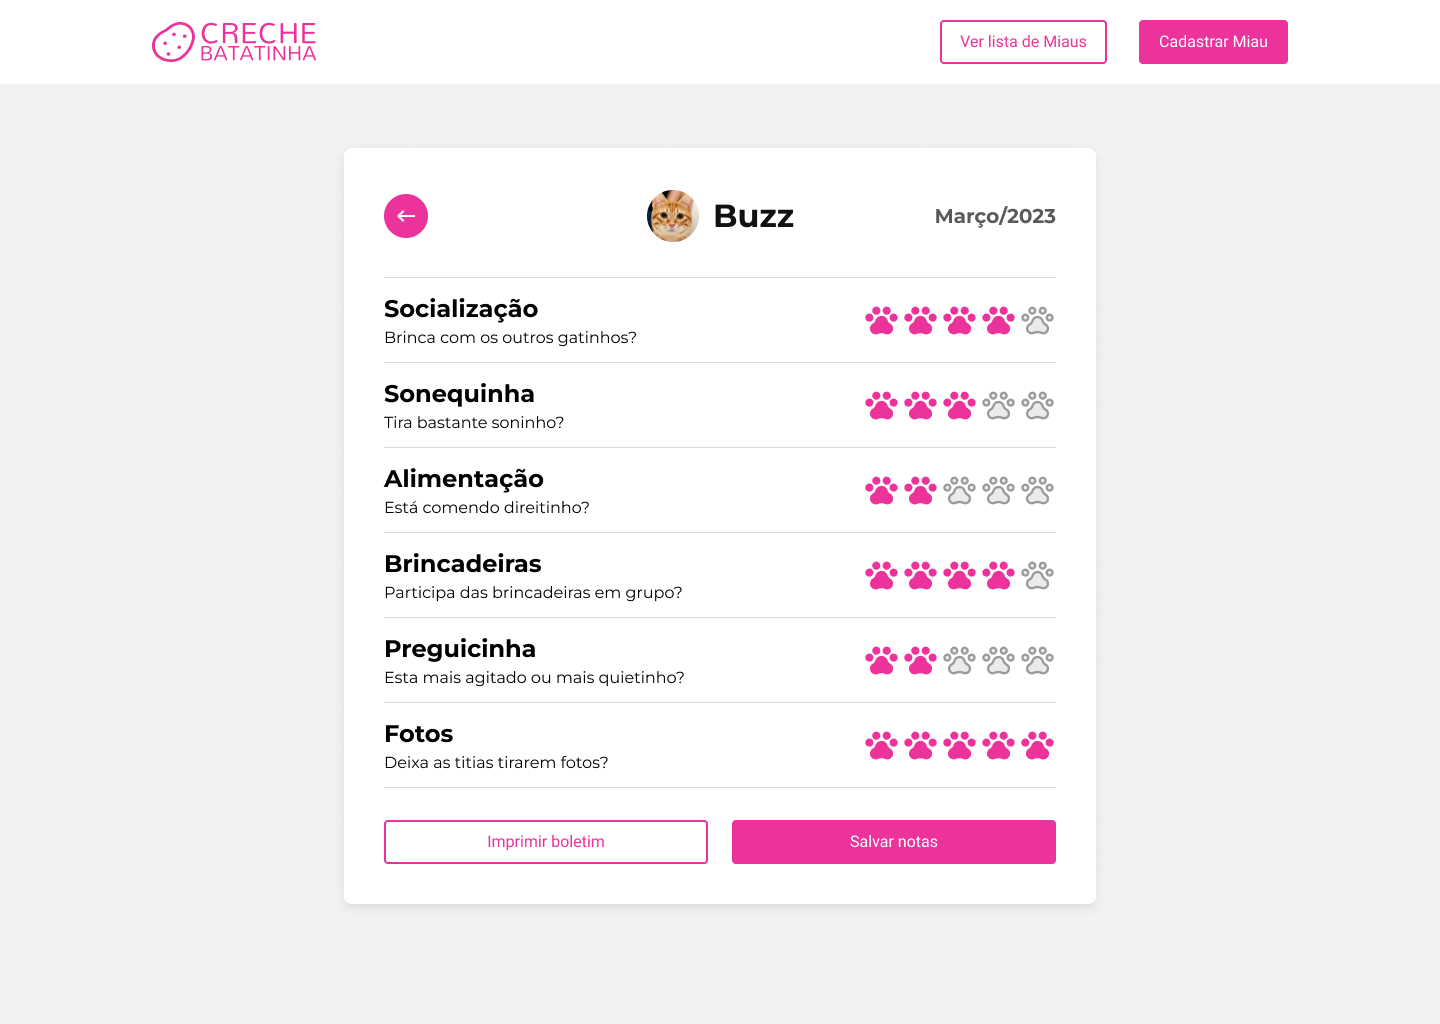 CRECHE
BATATINHA
Ver lista de Miaus
Cadastrar Miau
Buzz
Março/2023
Socialização
Brinca com os outros gatinhos?
Sonequinha
Tira bastante soninho?
Alimentação
Está comendo direitinho?
Brincadeiras
Participa das brincadeiras em grupo?
Preguicinha
Esta mais agitado ou mais quietinho?
Fotos
Deixa as titias tirarem fotos?
Imprimir boletim
Salvar notas